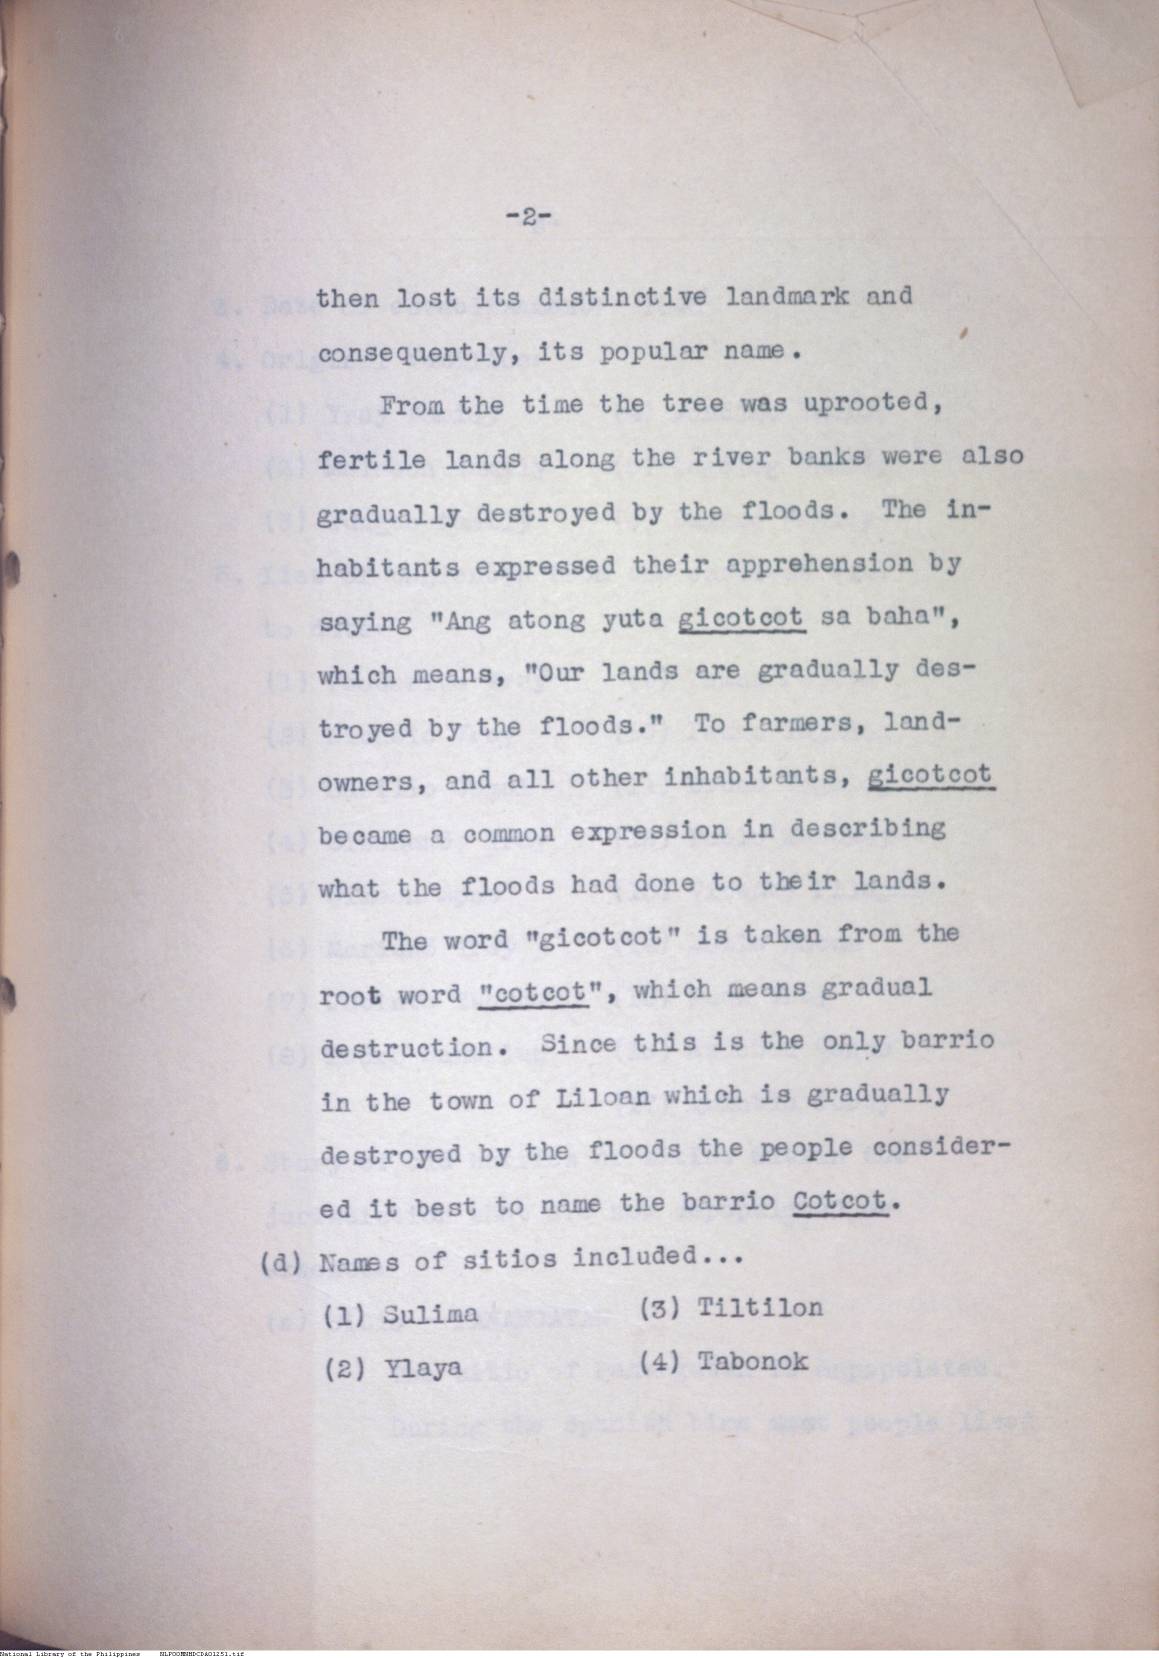 -2-
then lost its distinctive landmark and
consequently, its popular name.
From the time the tree was uprooted,
fertile lands along the river banks were also
gradually destroyed by the floods. The in-
habitants expressed their apprehension by
saying "Ang atong yuta gicotcot sa baha",
which means, "Our lands are gradually des-
troyed by the floods." To farmers, land-
owners, and all other inhabitants, gicotcot
became a common expression in describing
what the floods had done to their lands.
The word "gicotcot" is taken from the
root word "cotcot", which means gradual
destruction. Since this is the only barrio
in the town of Liloan which is gradually
destroyed by the floods the people consider-
ed it best to name the barrio Cotcot.
(d) Names of sitios included...
(1) Sulima (3) Tiltilon
(2) Ylaya (4) Tabonok
National Library of the Philippines